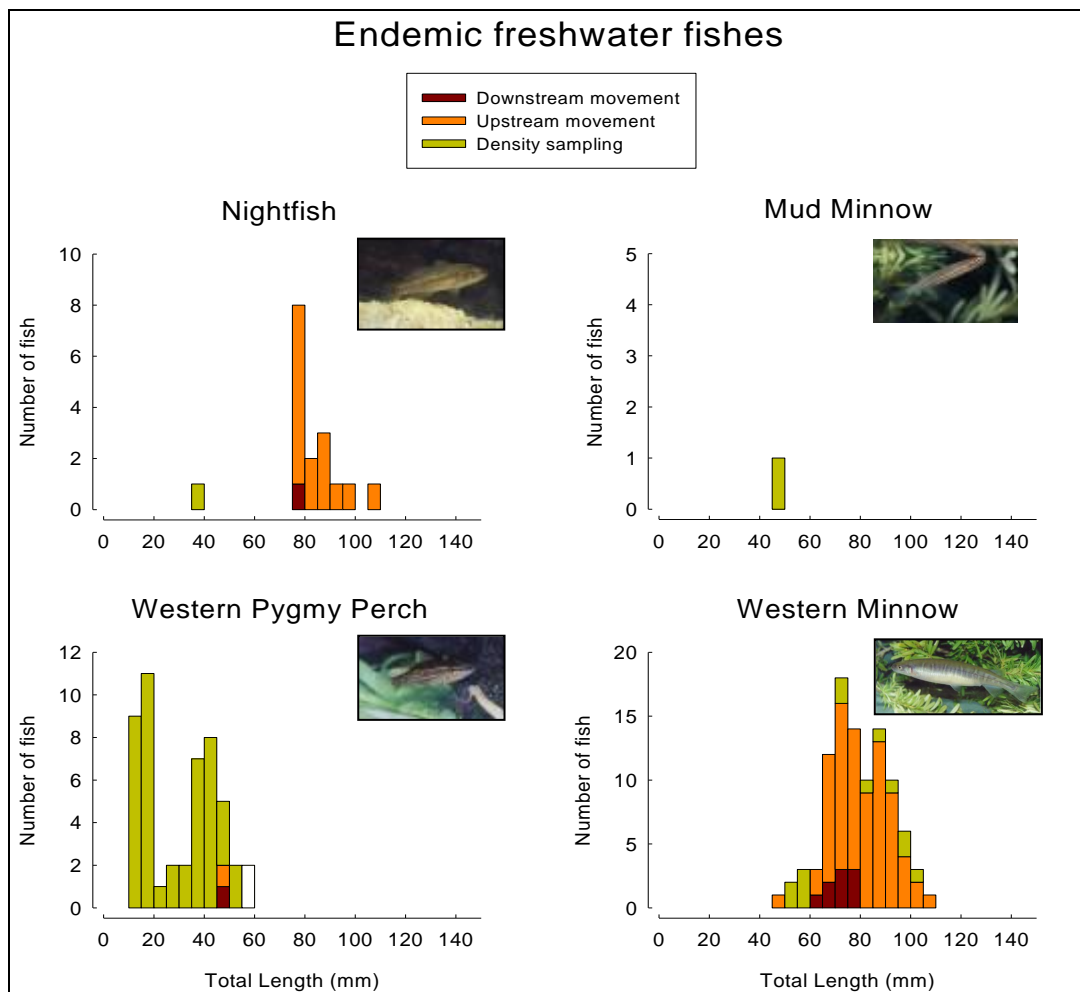 Endemic freshwater fishes
Downstream movement
Upstream movement
Density sampling
Nightfish
Number of fish
10
8
6
4
2
0
0 20 40 60 80 100 120 140
Mud Minnow
Number of fish
5
4
3
2
1
0
0 20 40 60 80 100 120 140
Western Pygmy Perch
Number of fish
12
10
8
6
4
2
0
0 20 40 60 80 100 120 140
Total Length (mm)
Western Minnow
Number of fish
20
15
10
5
0
0 20 40 60 80 100 120 140
Total Length (mm)